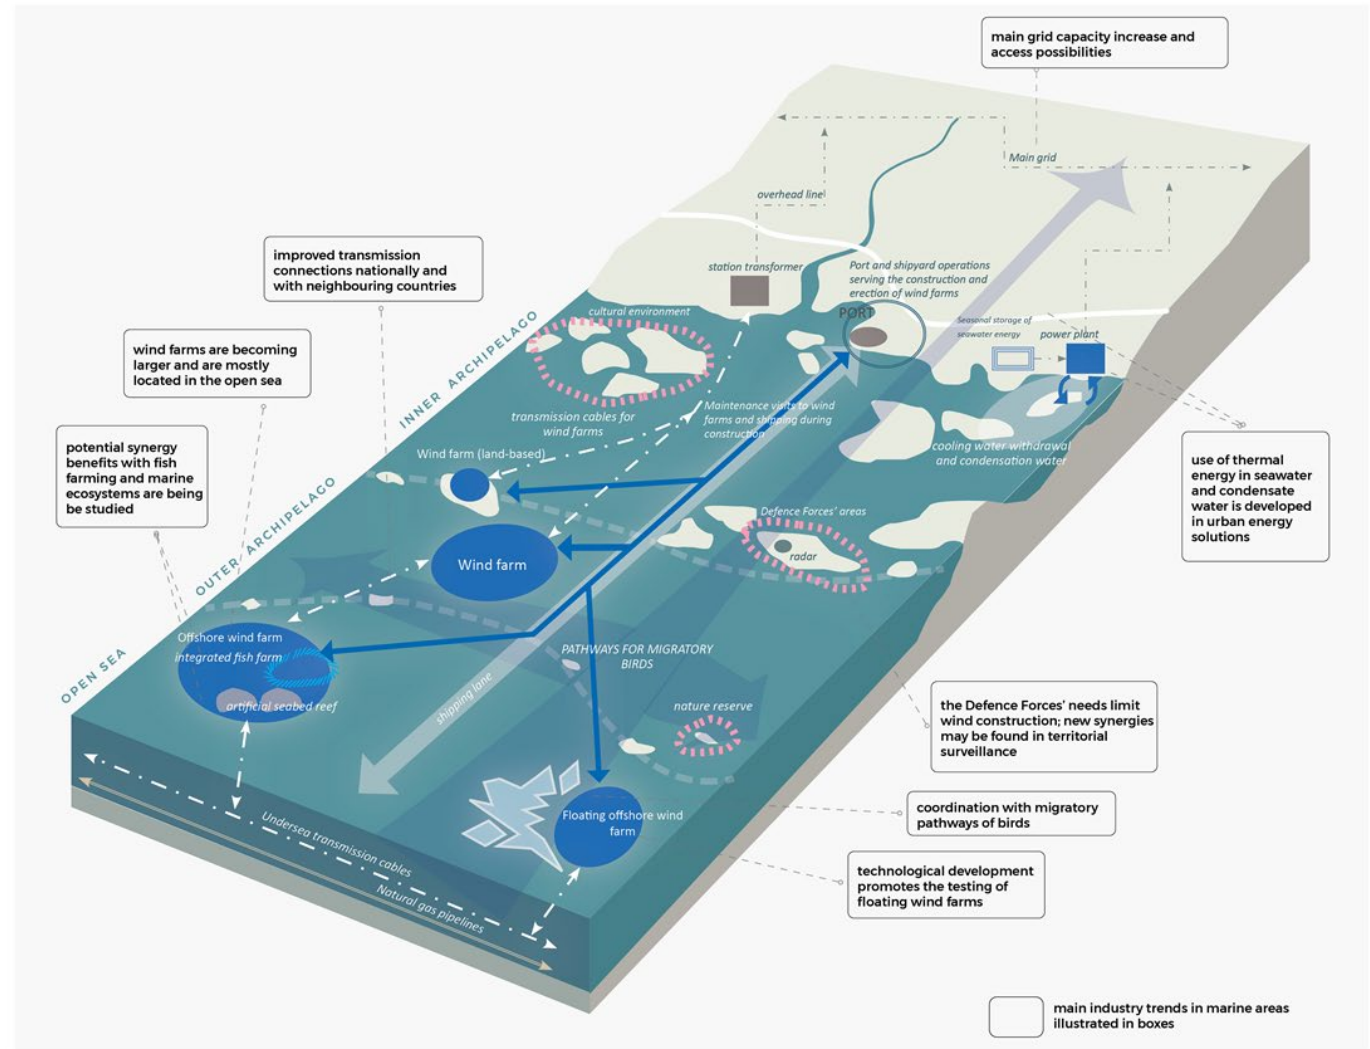 main grid capacity increase and
access possibilities
Main grid
overhead line
improved transmission
connections nationally and
with neighbouring countries
station transformer
Port and shipyard operations
serving the construction and
erection of wind farms
PORT
cultural environment
Seasonal storage of
seawater energy
power plant
wind farms are becoming
larger and are mostly
located in the open sea
INNER ARCHIPELAGO
transmission cables for
wind farms
Maintenance visits to wind
farms and shipping during
construction
cooling water withdrawal
and condensation water
potential synergy
benefits with fish
farming and marine
ecosystems are being
be studied
Wind farm (land-based)
use of thermal
energy in seawater
and condensate
water is developed
in urban energy
solutions
OUTER ARCHIPELAGO
Defence Forces' areas
radar
Wind farm
Offshore wind farm
integrated fish farm
artificial seabed reef
OPEN SEA
PATHWAYS FOR MIGRATORY
BIRDS
shipping lane
nature reserve
the Defence Forces' needs limit
wind construction; new synergies
may be found in territorial
surveillance
coordination with migratory
pathways of birds
Floating offshore wind
farm
Undersea transmission cables
Natural gas pipelines
technological development
promotes the testing of
floating wind farms
main industry trends in marine areas
illustrated in boxes